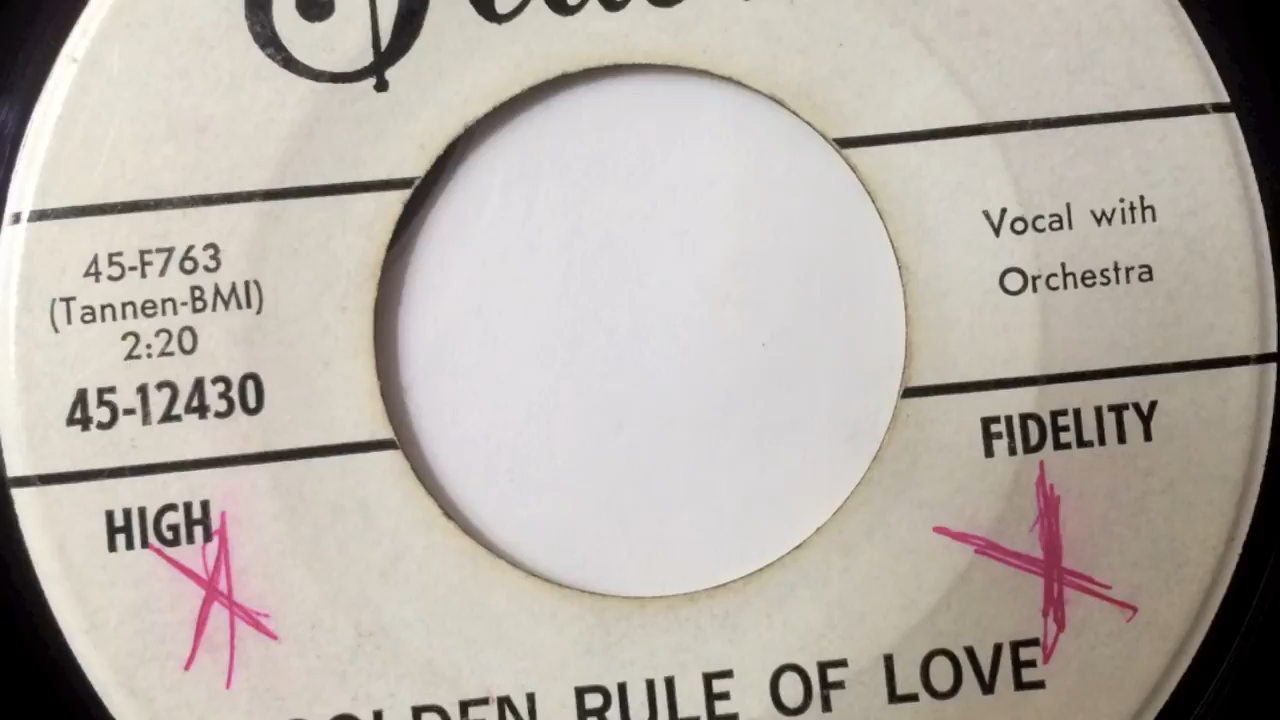 45-F763
(Tannen-BMI)
2:20
45-12430
Vocal with
Orchestra
HIGH
FIDELITY
RULE OF LOVE